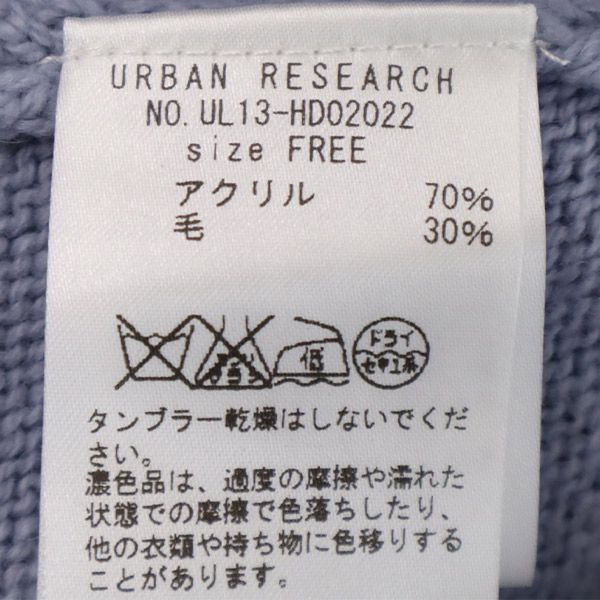 URBAN RESEARCH
NO. UL13-HD02022
size FREE
アクリル 70%
毛 30%
低
ドライ
タンブラー乾燥はしないでくだ
さい。
濃色品は、過度の摩擦や濡れた
状態での摩擦で色落ちしたり、
他の衣類や持ち物に色移りする
ことがあります。